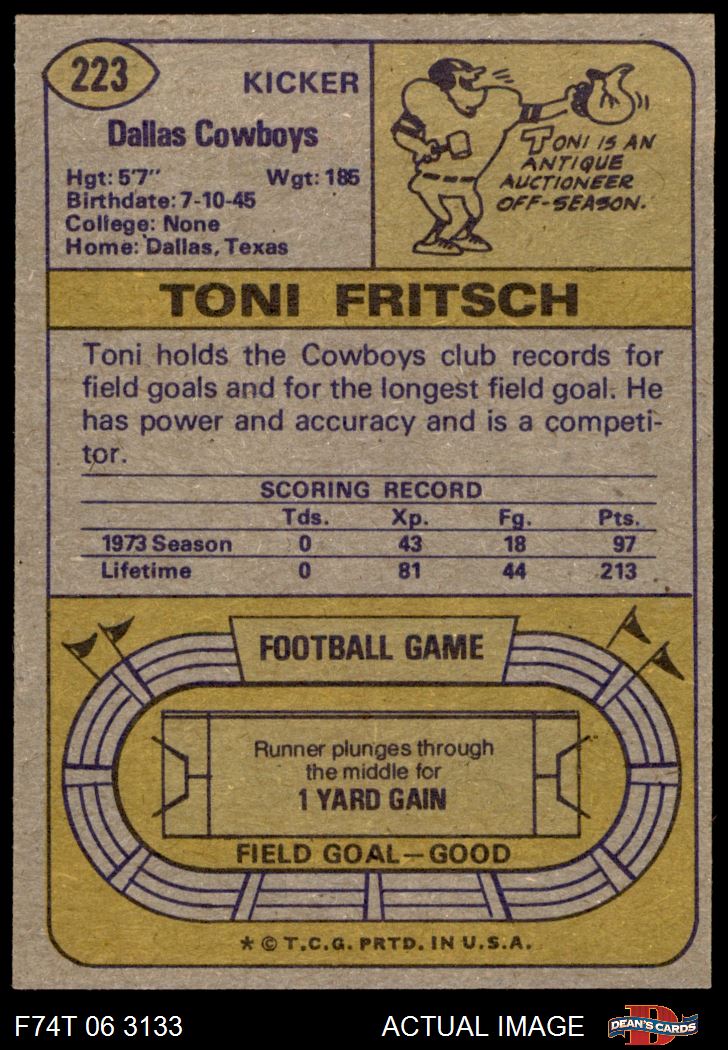 223
KICKER
Dallas Cowboys
Hgt: 5'7" Wgt: 185
Birthdate: 7-10-45
College: None
Home: Dallas, Texas
TONI IS AN
ANTIQUE
AUCTIONEER
OFF-SEASON.
TONI FRITSCH
Toni holds the Cowboys club records for
field goals and for the longest field goal. He
has power and accuracy and is a competi-
tor.
SCORING RECORD
Tds. Xp. Fg. Pts.
1973 Season 0 43 18 97
Lifetime 0 81 44 213
FOOTBALL GAME
Runner plunges through
the middle for
1 YARD GAIN
FIELD GOAL—GOOD
* © T.C.G. PRTD. IN U.S.A.
F74T 06 3133 ACTUAL IMAGE
D
DEAN'S CARDS